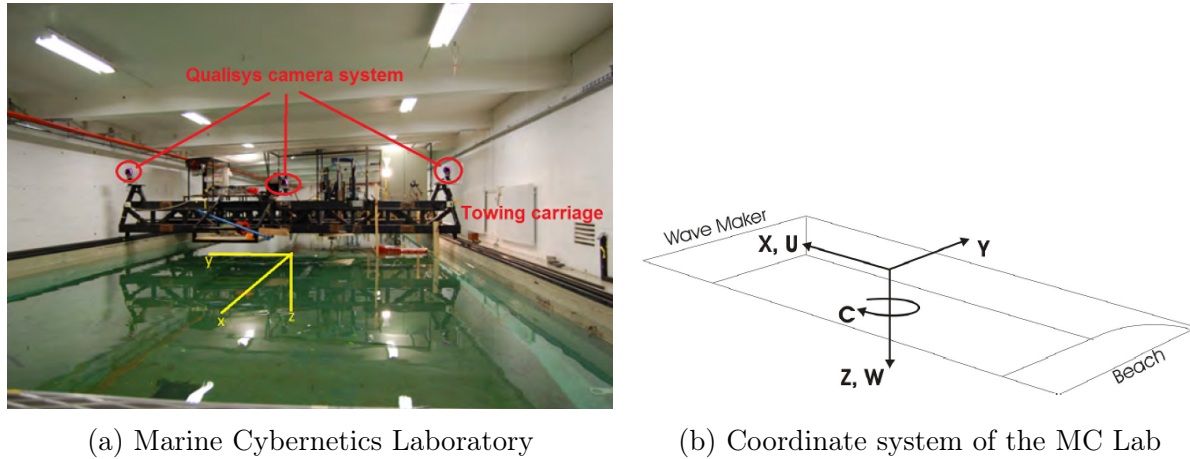 Qualisys camera system
Towing carriage
y
x
z
Wave Maker
X, U
Y
C
Z, W
Beach
(a) Marine Cybernetics Laboratory
(b) Coordinate system of the MC Lab